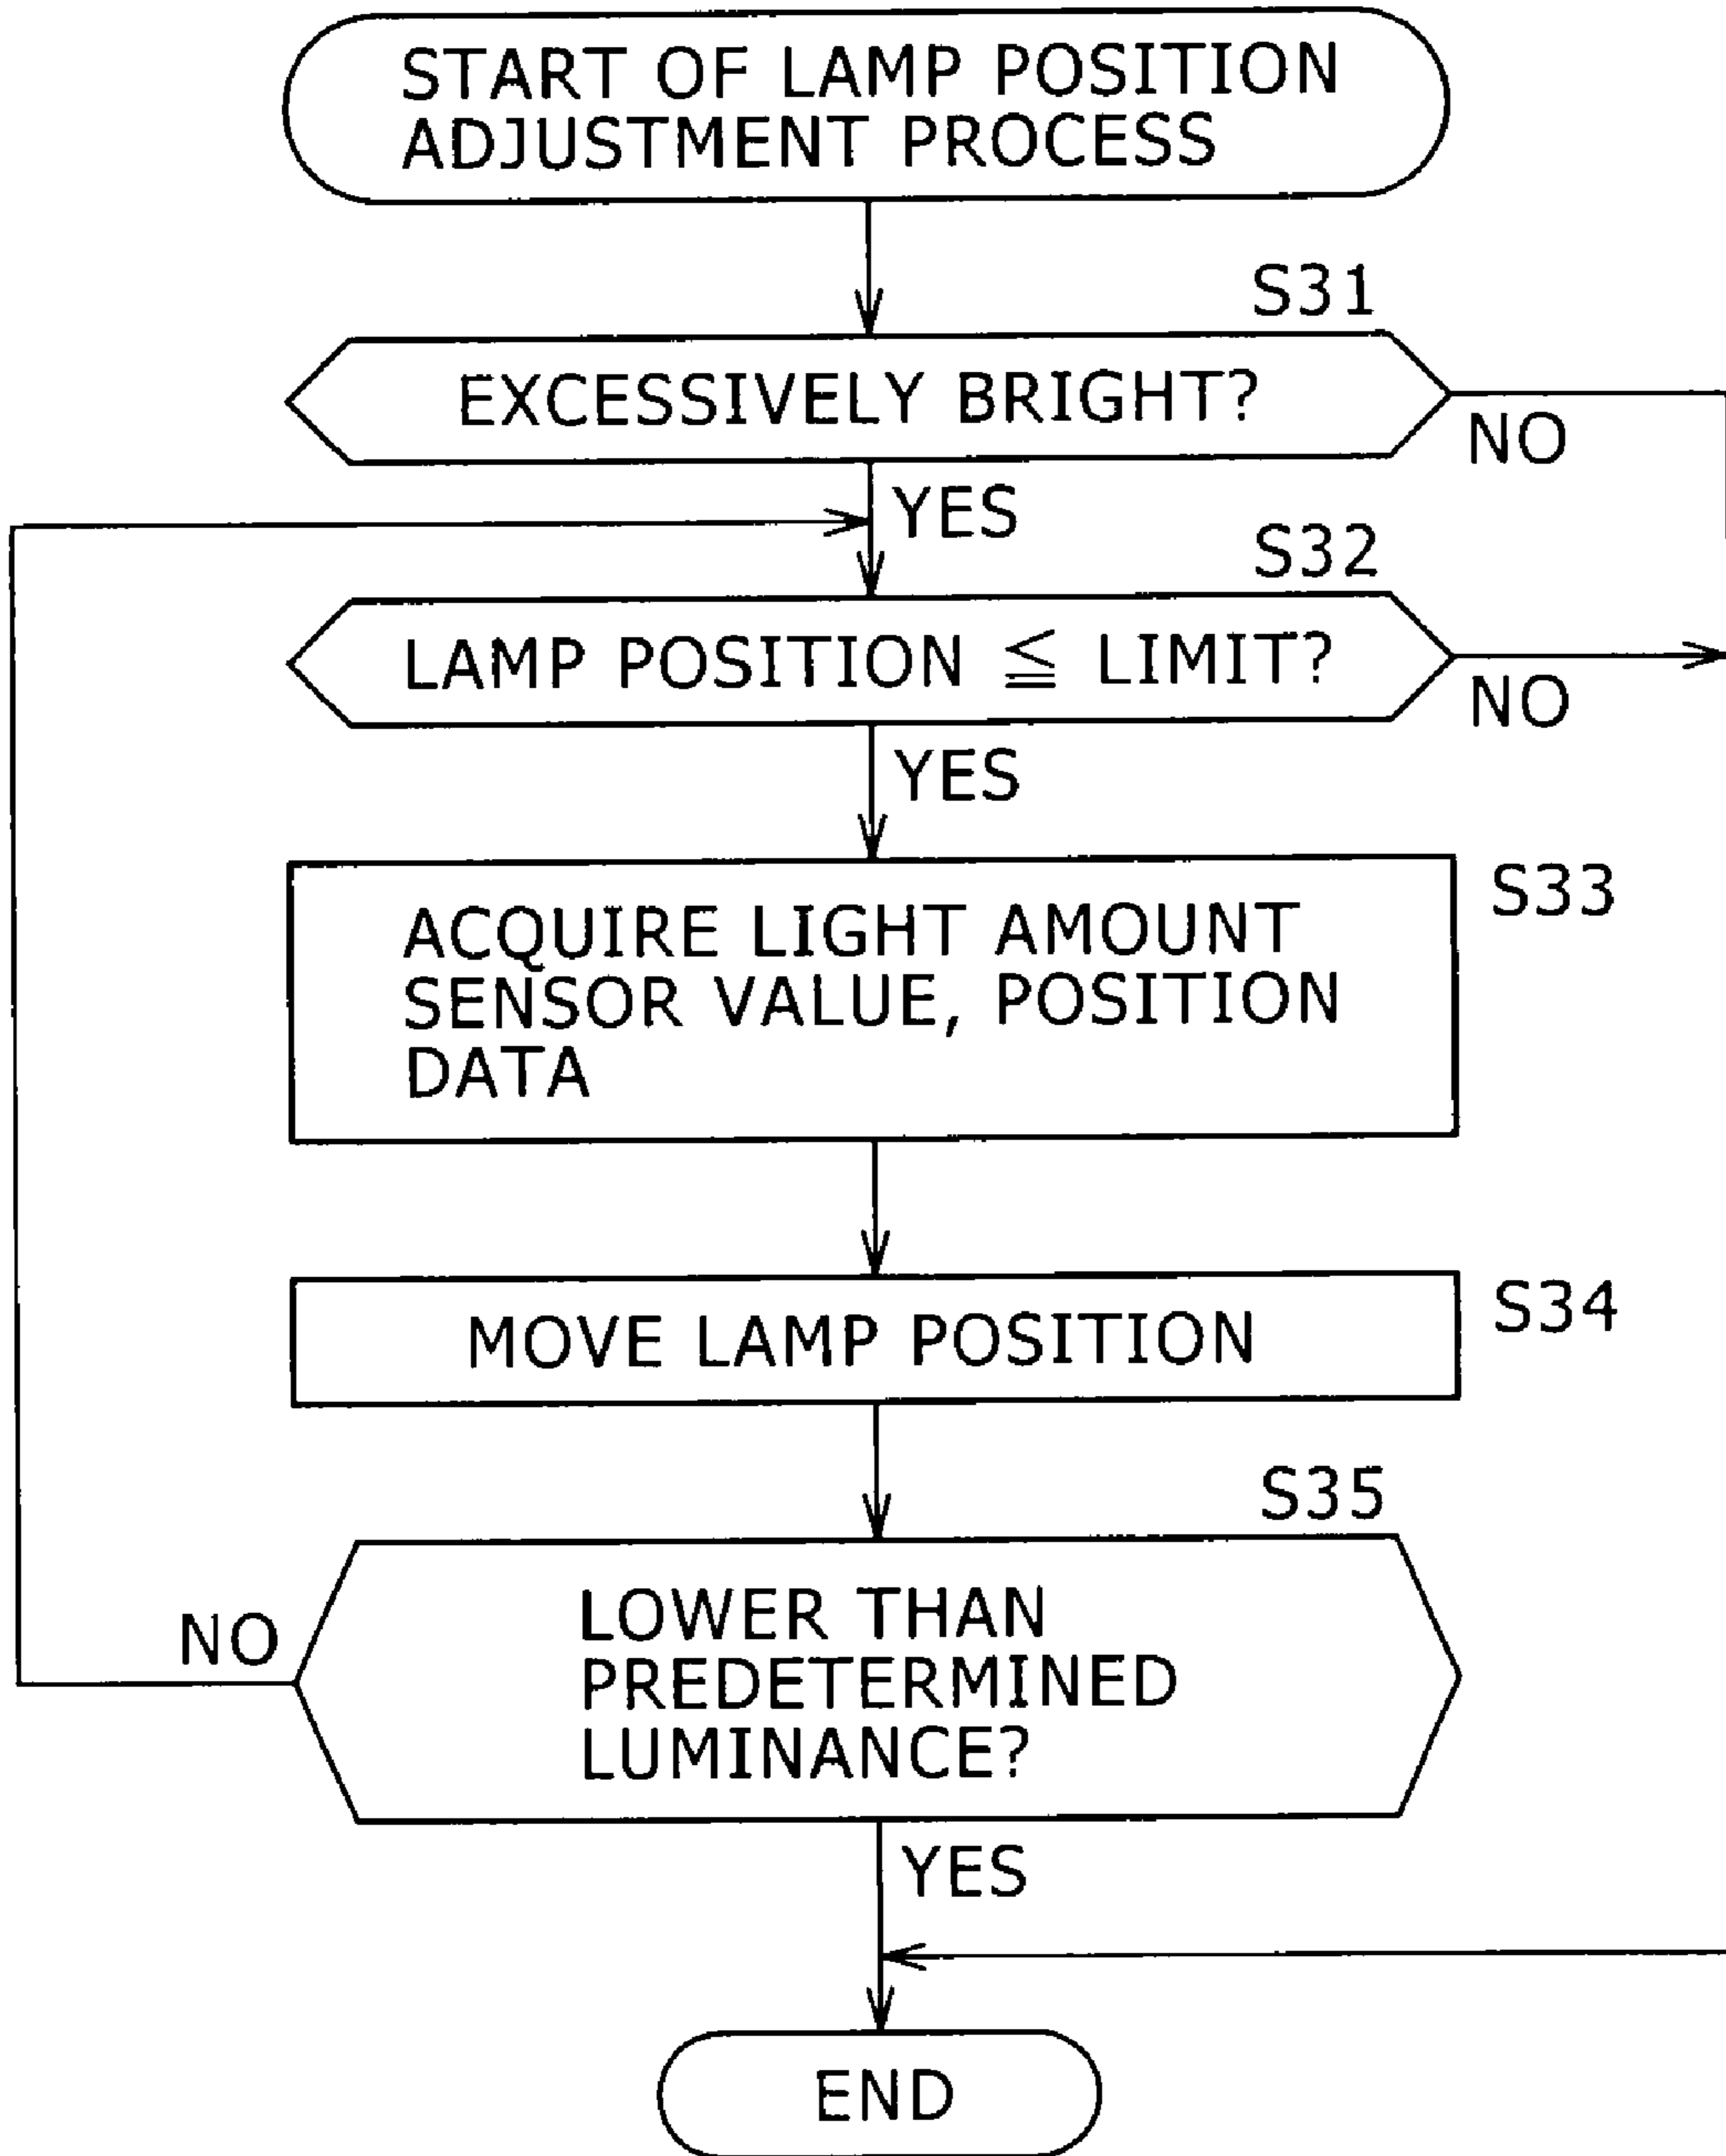 START OF LAMP POSITION
ADJUSTMENT PROCESS
S31
EXCESSIVELY BRIGHT?
NO
YES
S32
LAMP POSITION ≦ LIMIT?
NO
YES
S33
ACQUIRE LIGHT AMOUNT
SENSOR VALUE, POSITION
DATA
S34
MOVE LAMP POSITION
S35
LOWER THAN
PREDETERMINED
LUMINANCE?
NO
YES
END